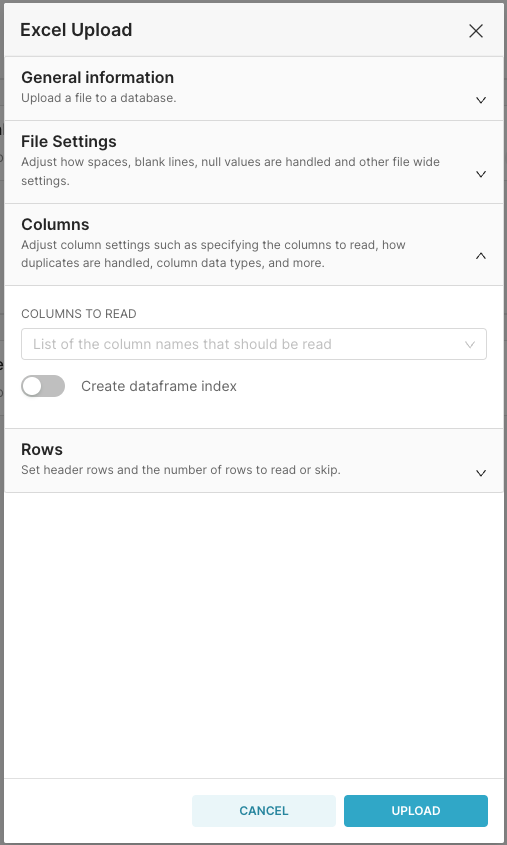 Excel Upload
General information
Upload a file to a database.
File Settings
Adjust how spaces, blank lines, null values are handled and other file wide
settings.
Columns
Adjust column settings such as specifying the columns to read, how
duplicates are handled, column data types, and more.
COLUMNS TO READ
List of the column names that should be read
Create dataframe index
Rows
Set header rows and the number of rows to read or skip.
CANCEL
UPLOAD